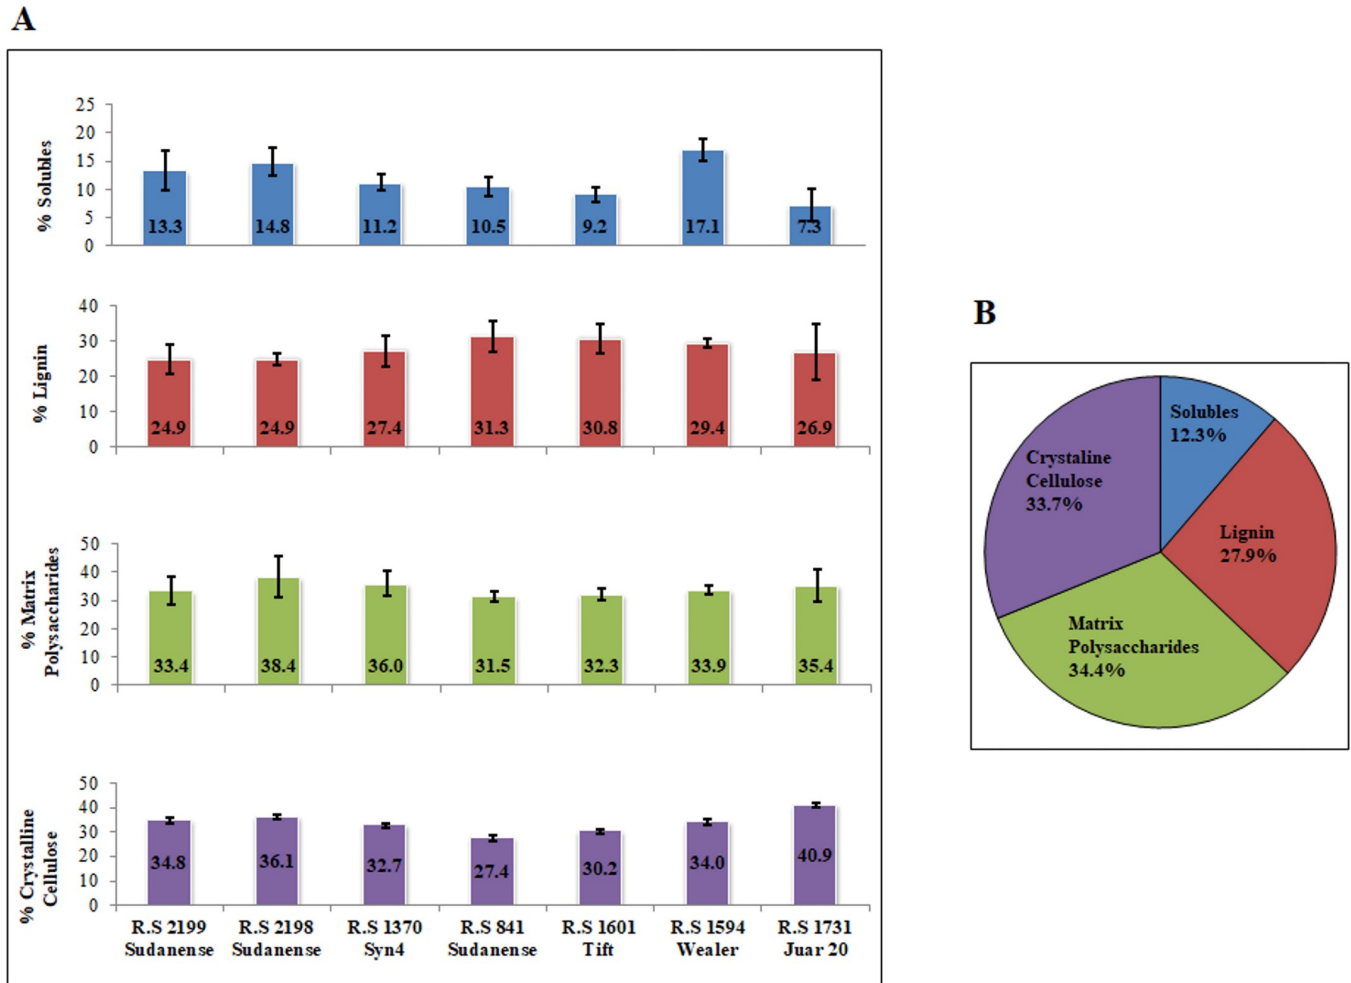 A
% Solubles
25
20
15
10
5
0
13.3 14.8 11.2 10.5 9.2 17.1 7.3
% Lignin
40
30
20
10
0
24.9 24.9 27.4 31.3 30.8 29.4 26.9
% Matrix
Polysaccharides
50
40
30
20
10
0
33.4 38.4 36.0 31.5 32.3 33.9 35.4
% Crystalline
Cellulose
50
40
30
20
10
0
34.8 36.1 32.7 27.4 30.2 34.0 40.9
R.S 2199 R.S 2198 R.S 1370 R.S 841 R.S 1601 R.S 1594 R.S 1731
Sudanense Sudanense Syn4 Sudanense Tift Wealer Juar 20
B
Solubles
12.3%
Lignin
27.9%
Matrix
Polysaccharides
34.4%
Crystaline
Cellulose
33.7%